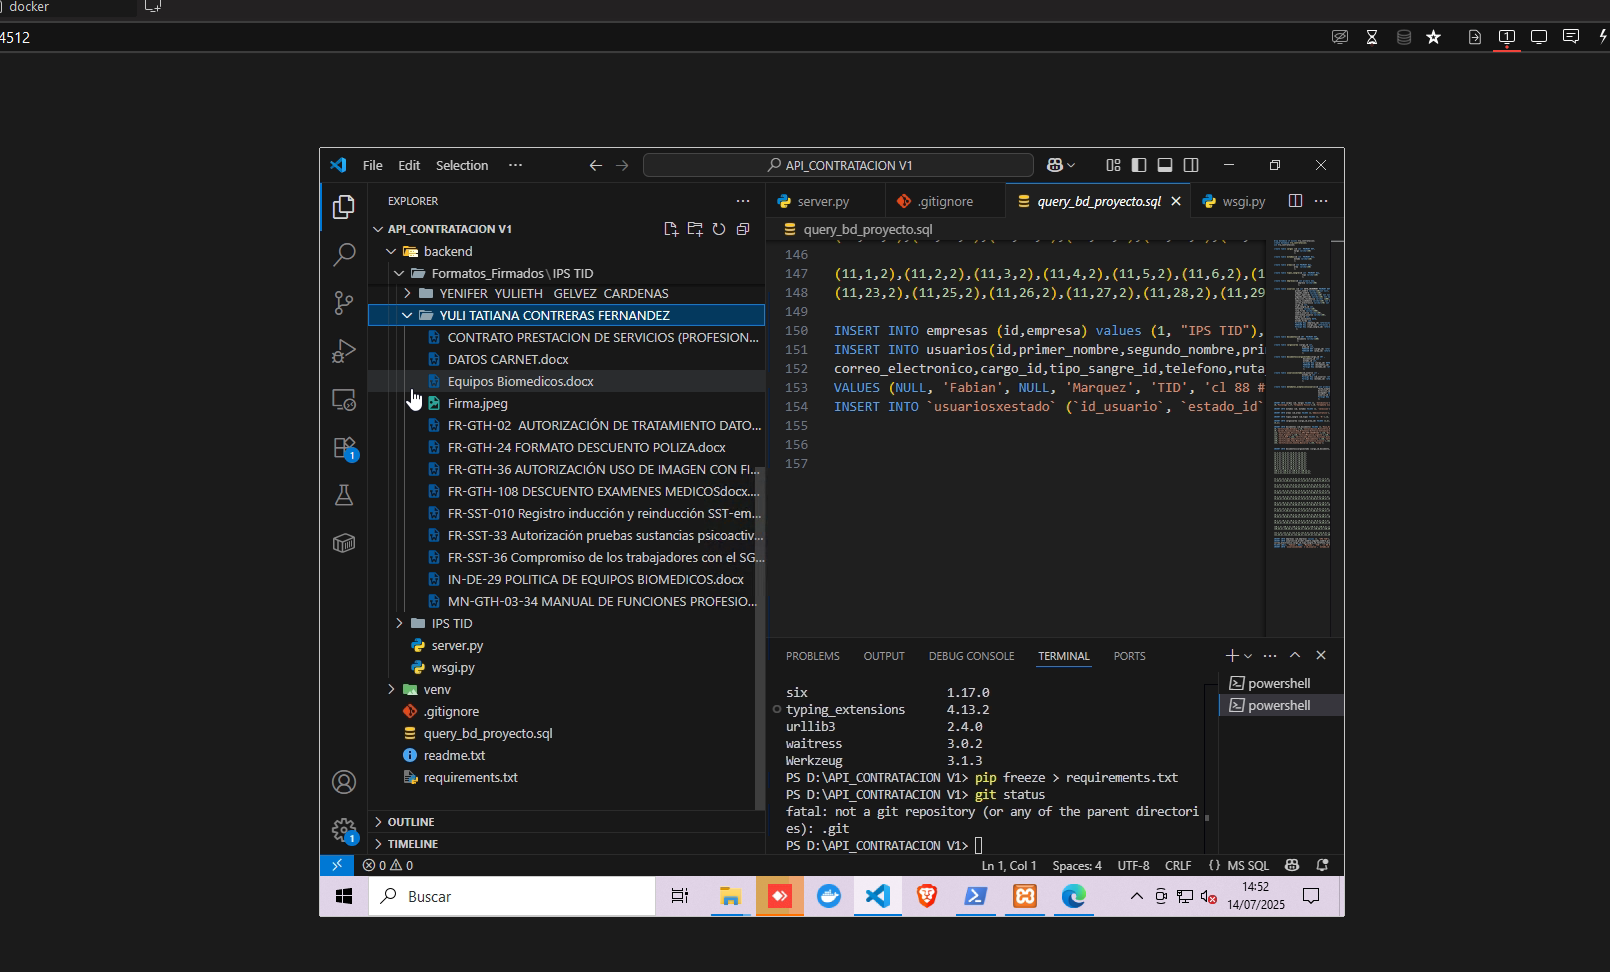 docker
4512
1
File Edit Selection ··· API_CONTRATACION V1
EXPLORER
server.py .gitignore query_bd_proyecto.sql wsgi.py
API_CONTRATACION V1
query_bd_proyecto.sql
backend
Formatos_Firmados\IPS TID
YENIFER YULIETH GELVEZ CARDENAS
YULI TATIANA CONTRERAS FERNANDEZ
CONTRATO PRESTACION DE SERVICIOS (PROFESION...
DATOS CARNET.docx
Equipos Biomedicos.docx
Firma.jpeg
FR-GTH-02 AUTORIZACIÓN DE TRATAMIENTO DATO...
FR-GTH-24 FORMATO DESCUENTO POLIZA.docx
FR-GTH-36 AUTORIZACIÓN USO DE IMAGEN CON FI...
FR-GTH-108 DESCUENTO EXAMENES MEDICOSdocx....
FR-SST-010 Registro inducción y reinducción SST-em...
FR-SST-33 Autorización pruebas sustancias psicoactiv...
FR-SST-36 Compromiso de los trabajadores con el SG...
IN-DE-29 POLITICA DE EQUIPOS BIOMEDICOS.docx
MN-GTH-03-34 MANUAL DE FUNCIONES PROFESIO...
IPS TID
server.py
wsgi.py
venv
.gitignore
query_bd_proyecto.sql
readme.txt
requirements.txt
OUTLINE
TIMELINE
1
1
146
147 (11,1,2),(11,2,2),(11,3,2),(11,4,2),(11,5,2),(11,6,2),(1
148 (11,23,2),(11,25,2),(11,26,2),(11,27,2),(11,28,2),(11,29
149
150 INSERT INTO empresas (id,empresa) values (1, "IPS TID"),
151 INSERT INTO usuarios(id,primer_nombre,segundo_nombre,pri
152 correo_electronico,cargo_id,tipo_sangre_id,telefono,ruta
153 VALUES (NULL, 'Fabian', NULL, 'Marquez', 'TID', 'cl 88 #
154 INSERT INTO `usuariosxestado` (`id_usuario`, `estado_id`
155
156
157
PROBLEMS OUTPUT DEBUG CONSOLE TERMINAL PORTS
six 1.17.0
typing_extensions 4.13.2
urllib3 2.4.0
waitress 3.0.2
Werkzeug 3.1.3
PS D:\API_CONTRATACION V1> pip freeze > requirements.txt
PS D:\API_CONTRATACION V1> git status
fatal: not a git repository (or any of the parent directori
es): .git
PS D:\API_CONTRATACION V1>
powershell
powershell
0 0 Ln 1, Col 1 Spaces: 4 UTF-8 CRLF {} MS SQL
Buscar
14:52
14/07/2025